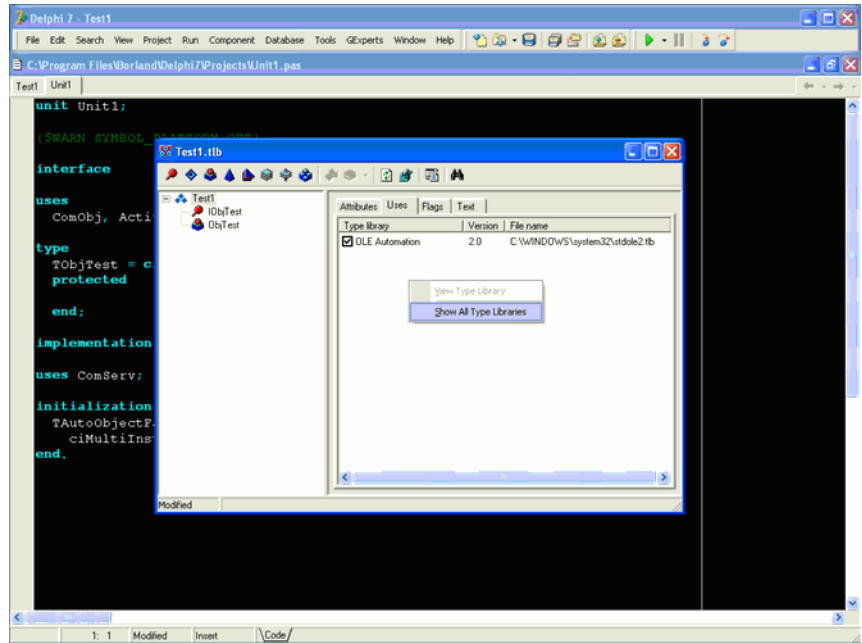 Delphi 7 - Test1
File Edit Search View Project Run Component Database Tools GExperts Window Help
C:\Program Files\Borland\Delphi7\Projects\Unit1.pas
Test1 Unit1
unit Unit1;
{$WARN SYMBOL_PLATFORM OFF}
interface
uses
ComObj, Acti
type
TObjTest = c
protected
end;
implementation
uses ComServ;
initialization
TAutoObjectF
ciMultiIns
end.
Test1.tlb
Test1
IObjTest
ObjTest
Attributes Uses Flags Text
Type library Version File name
OLE Automation 2.0 C:\WINDOWS\system32\stdole2.tlb
View Type Library
Show All Type Libraries
Modified
1: 1 Modified Insert Code